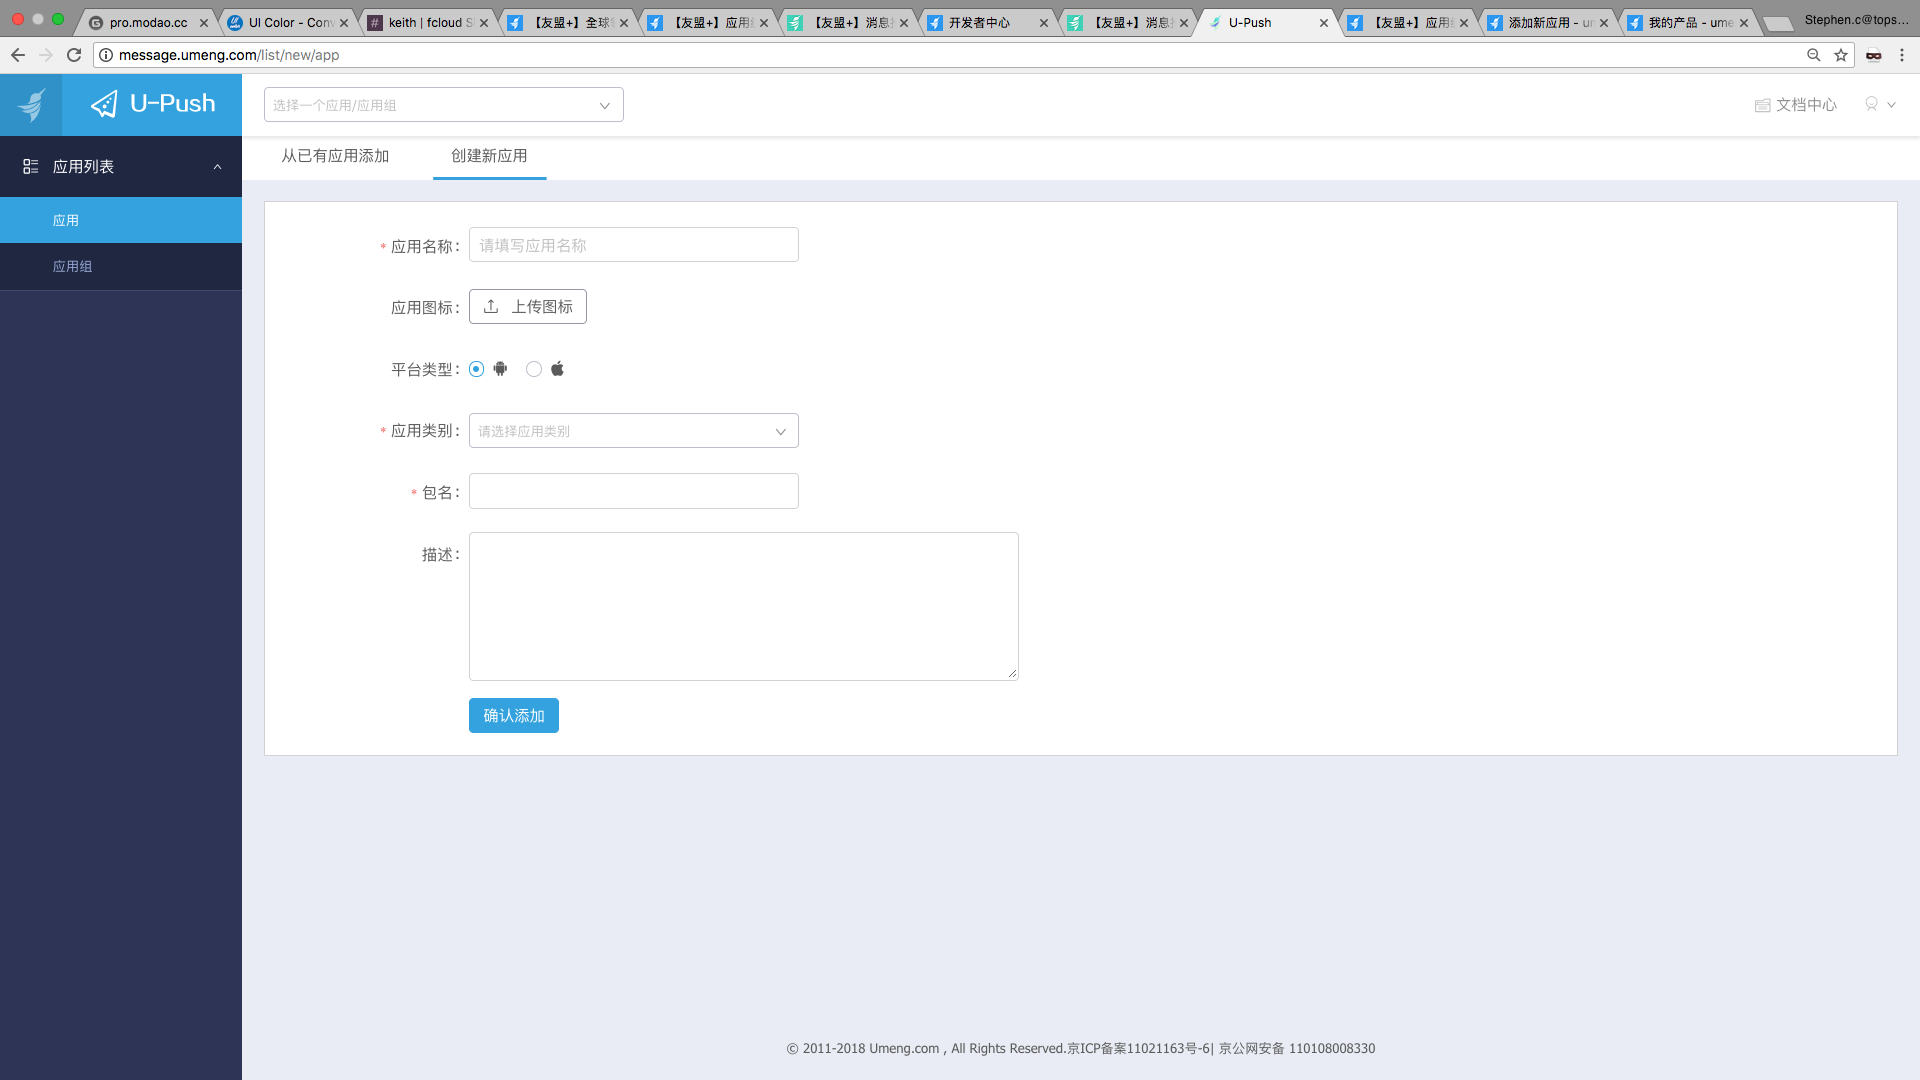 pro.modao.cc
UI Color - Conv
keith | fcloud S
【友盟+】全球
【友盟+】应用
【友盟+】消息
开发者中心
【友盟+】消息
U-Push
【友盟+】应用
添加新应用 - u
我的产品 - ume
Stephen.c@tops...
message.umeng.com/list/new/app
U-Push
选择一个应用/应用组
文档中心
应用列表
应用
应用组
从已有应用添加
创建新应用
* 应用名称： 请填写应用名称
应用图标： 上传图标
平台类型：
* 应用类别： 请选择应用类别
* 包名：
描述：
确认添加
© 2011-2018 Umeng.com , All Rights Reserved.京ICP备案11021163号-6| 京公网安备 110108008330